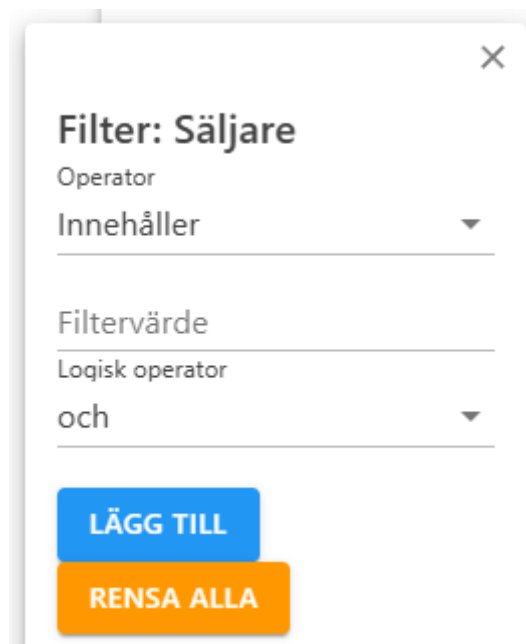 Filter: Säljare
Operator
Innehåller
Filtervärde
Logisk operator
och
LÄGG TILL
RENSA ALLA